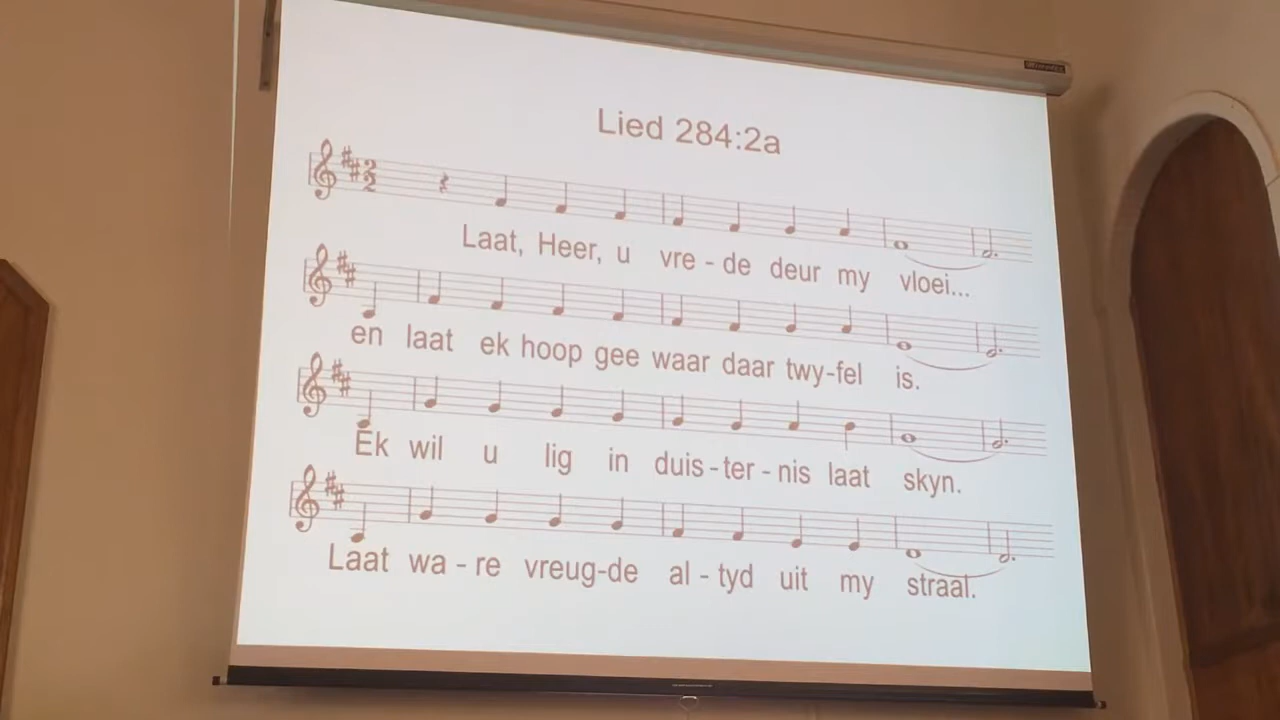 Lied 284:2a
Laat, Heer, u vre - de deur my vloei...
en laat ek hoop gee waar daar twy-fel is.
Ek wil u lig in duis - ter - nis laat skyn.
Laat wa - re vreug-de al - tyd uit my straal.